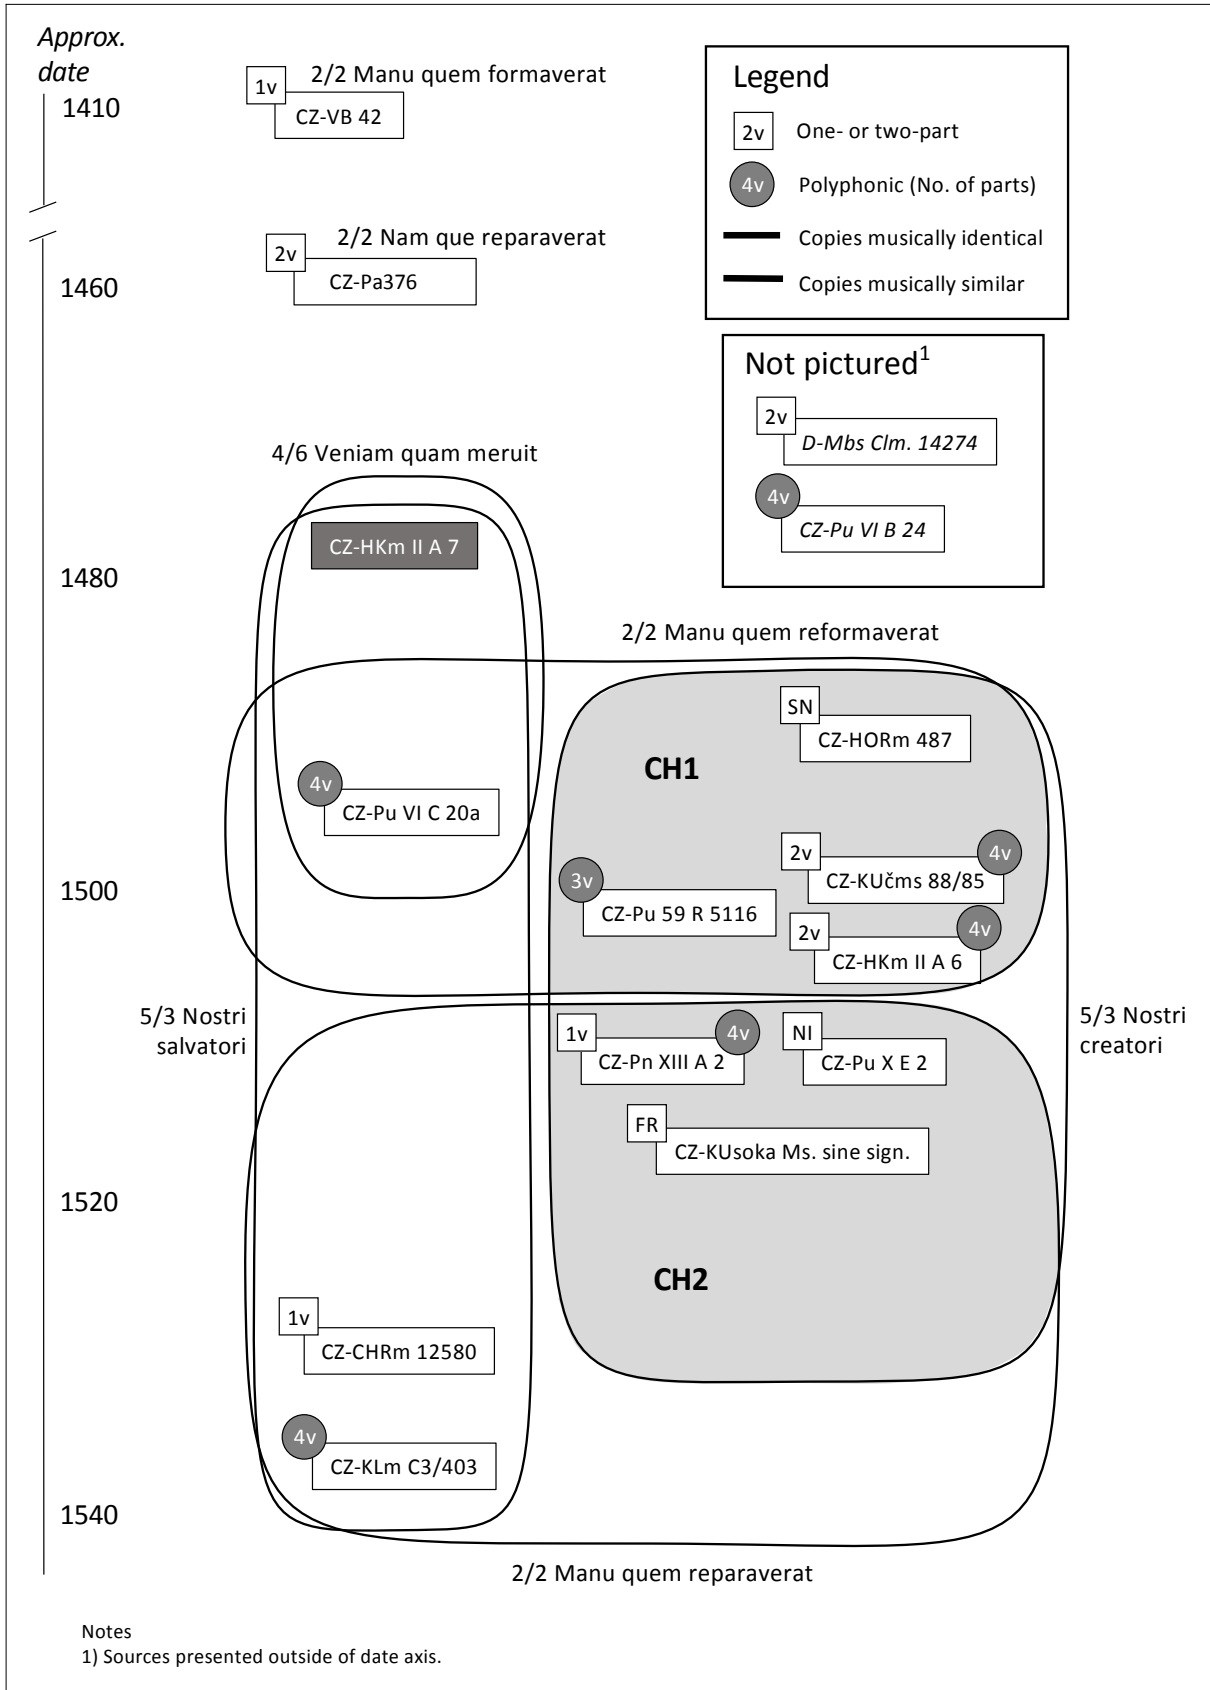 Approx.
date
1410
1460
1480
1500
1520
1540
2/2 Manu quem formaverat
1v
CZ-VB 42
2/2 Nam que reparaverat
2v
CZ-Pa376
Legend
2v One- or two-part
4v Polyphonic (No. of parts)
Copies musically identical
Copies musically similar
Not pictured1
2v
D-Mbs Clm. 14274
4v
CZ-Pu VI B 24
4/6 Veniam quam meruit
CZ-HKm II A 7
2/2 Manu quem reformaverat
4v
CZ-Pu VI C 20a
CH1
SN
CZ-HORm 487
2v 4v
CZ-KUčms 88/85
3v
CZ-Pu 59 R 5116
2v 4v
CZ-HKm II A 6
5/3 Nostri
salvatori
5/3 Nostri
creatori
1v 4v
CZ-Pn XIII A 2
NI
CZ-Pu X E 2
FR
CZ-KUsoka Ms. sine sign.
CH2
1v
CZ-CHRm 12580
4v
CZ-KLm C3/403
2/2 Manu quem reparaverat
Notes
1) Sources presented outside of date axis.